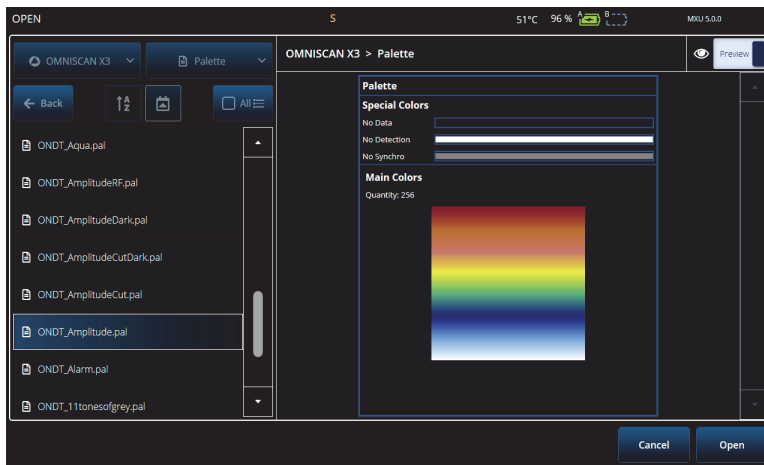 OPEN
S
51°C 96 % A B
MXU 5.0.0
OMNISCAN X3
Palette
OMNISCAN X3 > Palette
Preview
Back
A
Z
All
ONDT_Aqua.pal
ONDT_AmplitudeRF.pal
ONDT_AmplitudeDark.pal
ONDT_AmplitudeCutDark.pal
ONDT_AmplitudeCut.pal
ONDT_Amplitude.pal
ONDT_Alarm.pal
ONDT_11tonesofgrey.pal
Palette
Special Colors
No Data
No Detection
No Synchro
Main Colors
Quantity: 256
Cancel
Open